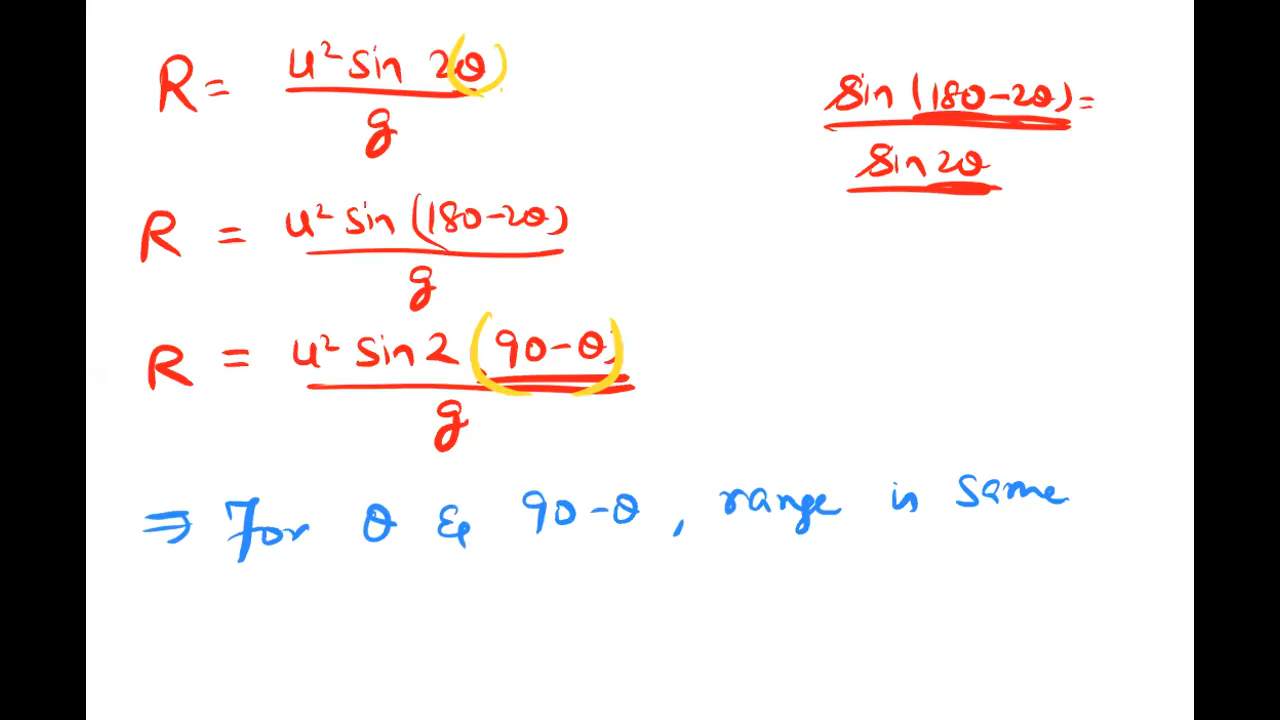 R = u² sin 2θ / g
sin (180-2θ) =
sin 2θ
R = u² sin (180-2θ) / g
R = u² sin 2 (90-θ) / g
⇒ For θ & 90-θ, range is same